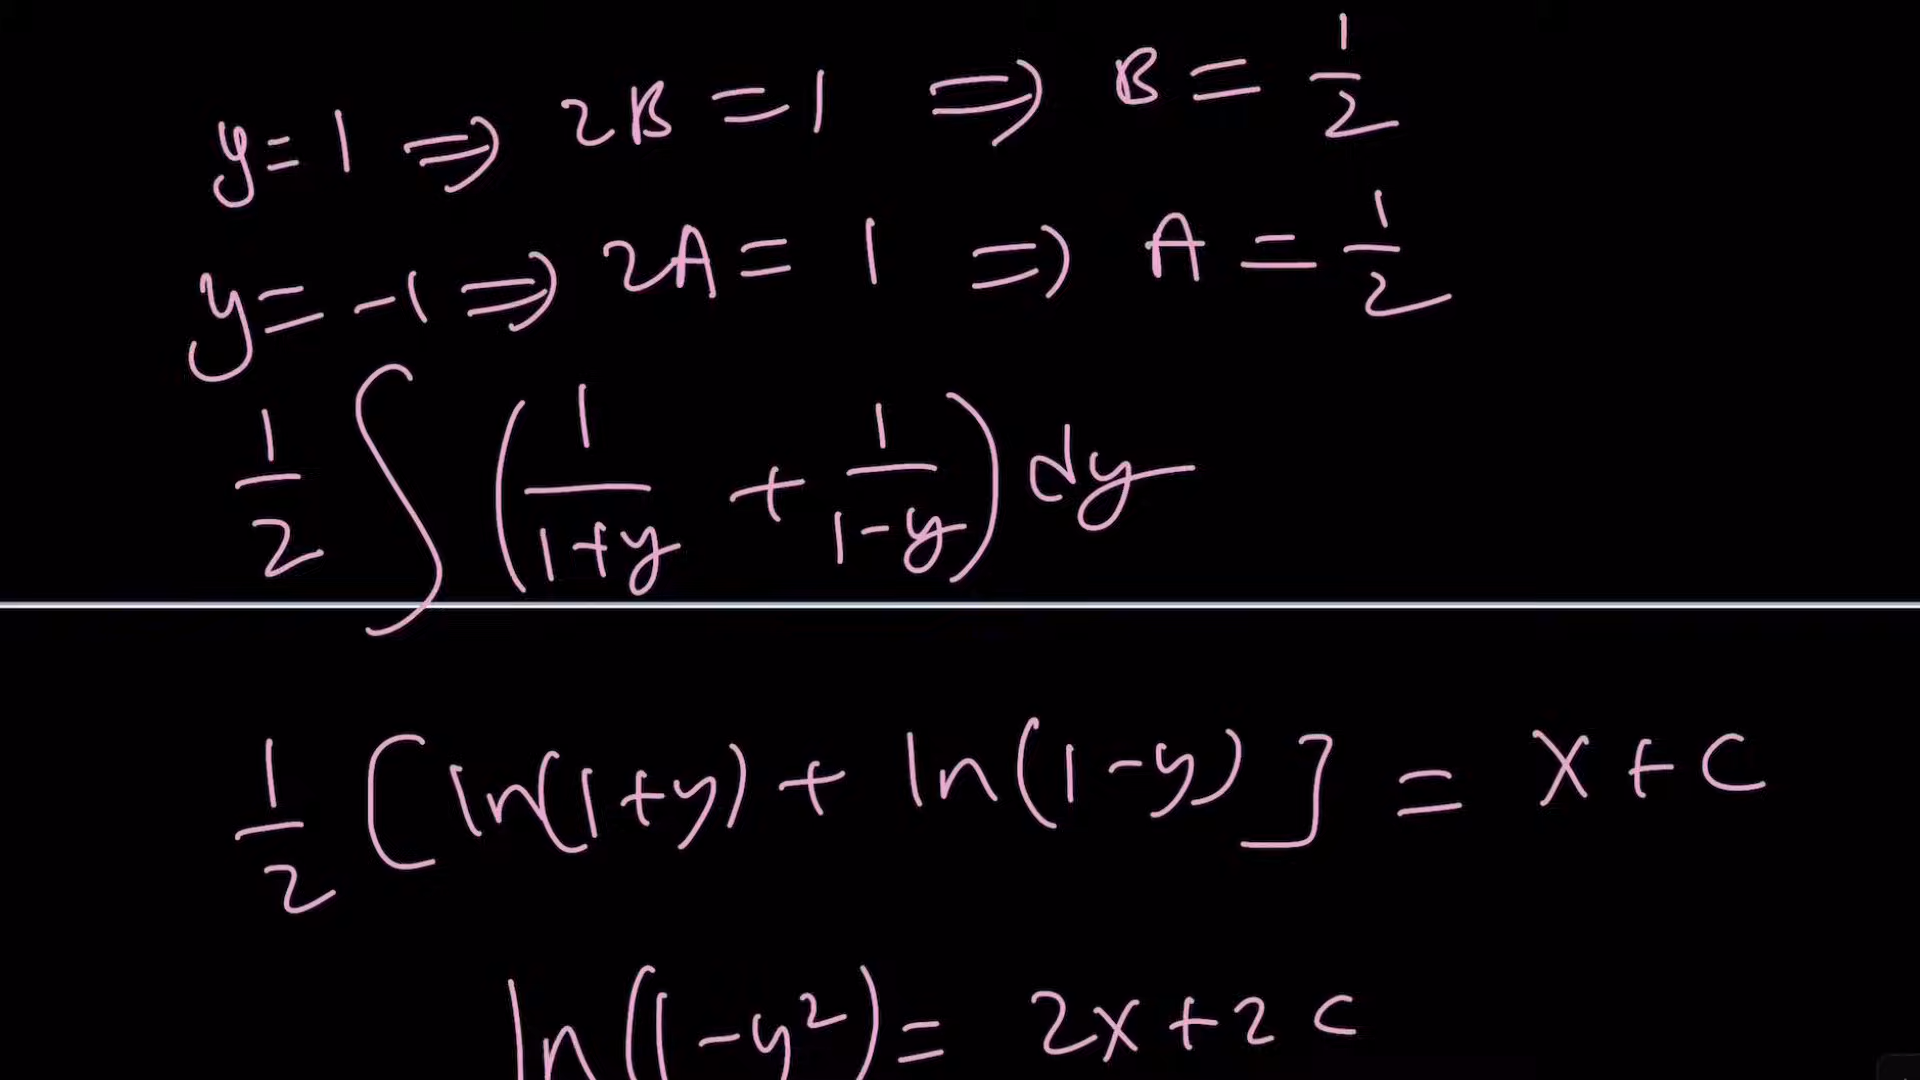 y = 1 ⇒ 2B = 1 ⇒ B = 1/2
y = -1 ⇒ 2A = 1 ⇒ A = 1/2
1/2 ∫ (1/(1+y) + 1/(1-y)) dy
1/2 [ln(1+y) + ln(1-y)] = x + c
ln(1-y²) = 2x + 2c